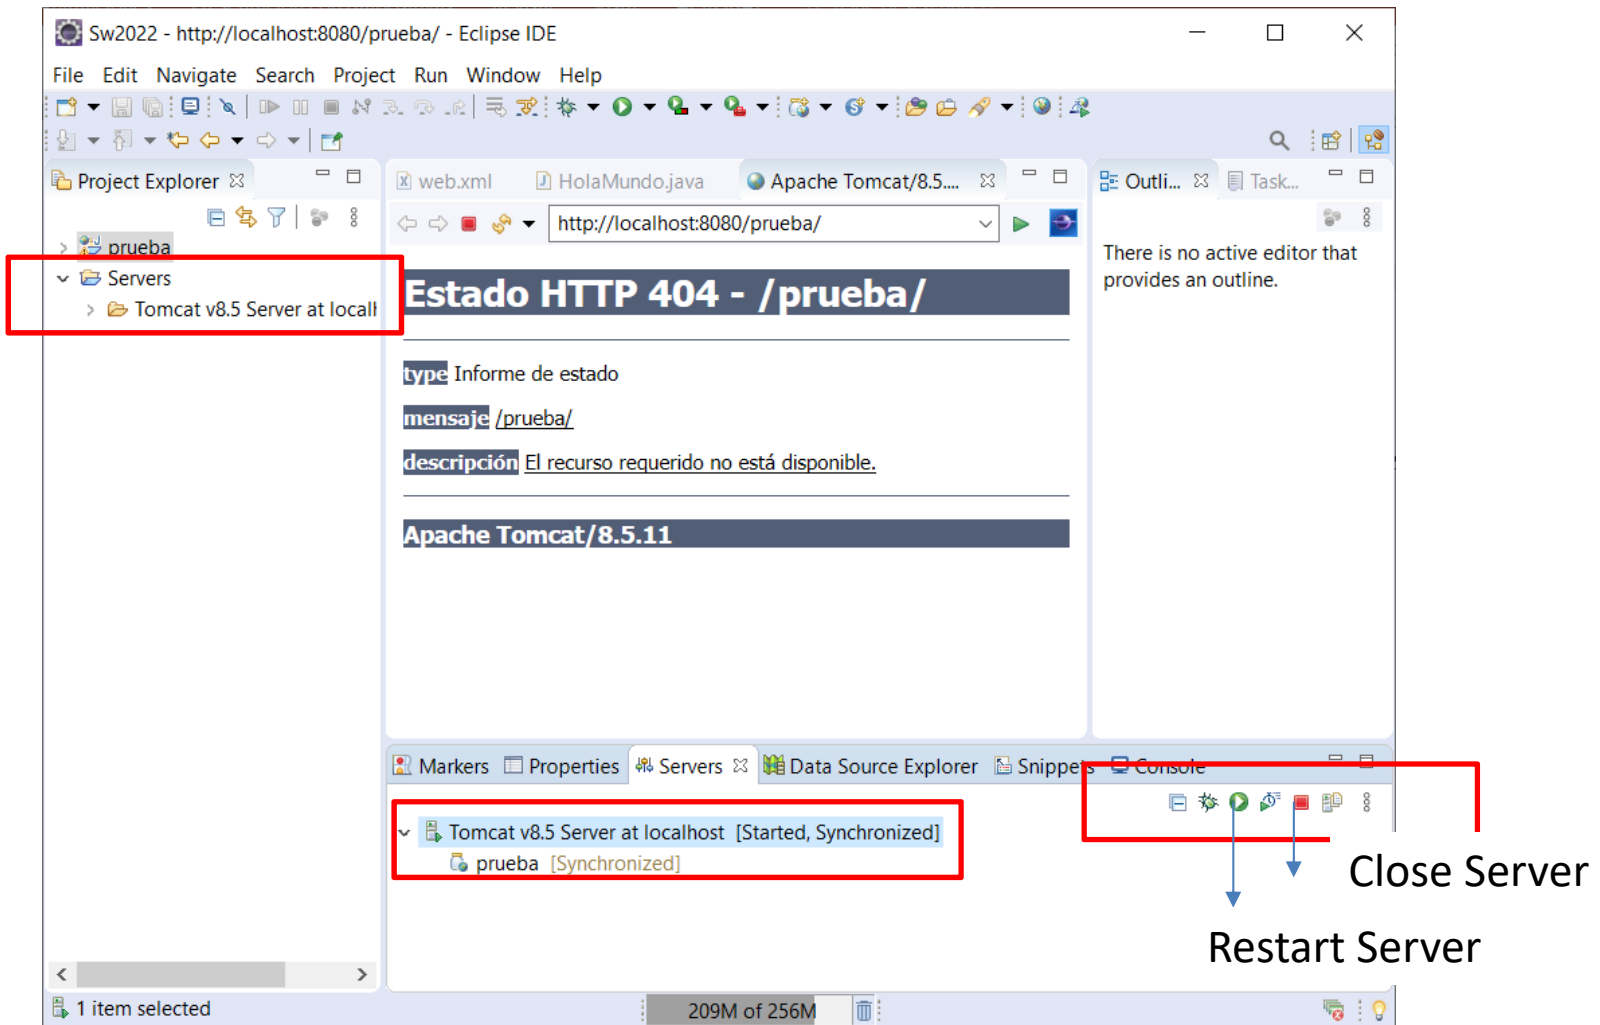 Sw2022 - http://localhost:8080/prueba/ - Eclipse IDE
File Edit Navigate Search Project Run Window Help
Project Explorer
web.xml HolaMundo.java Apache Tomcat/8.5....
Outli... Task...
http://localhost:8080/prueba/
prueba
Servers
Tomcat v8.5 Server at local
There is no active editor that
provides an outline.
Estado HTTP 404 - /prueba/
type Informe de estado
mensaje /prueba/
descripción El recurso requerido no está disponible.
Apache Tomcat/8.5.11
Markers Properties Servers Data Source Explorer Snippets Console
Tomcat v8.5 Server at localhost [Started, Synchronized]
prueba [Synchronized]
Close Server
Restart Server
1 item selected
209M of 256M